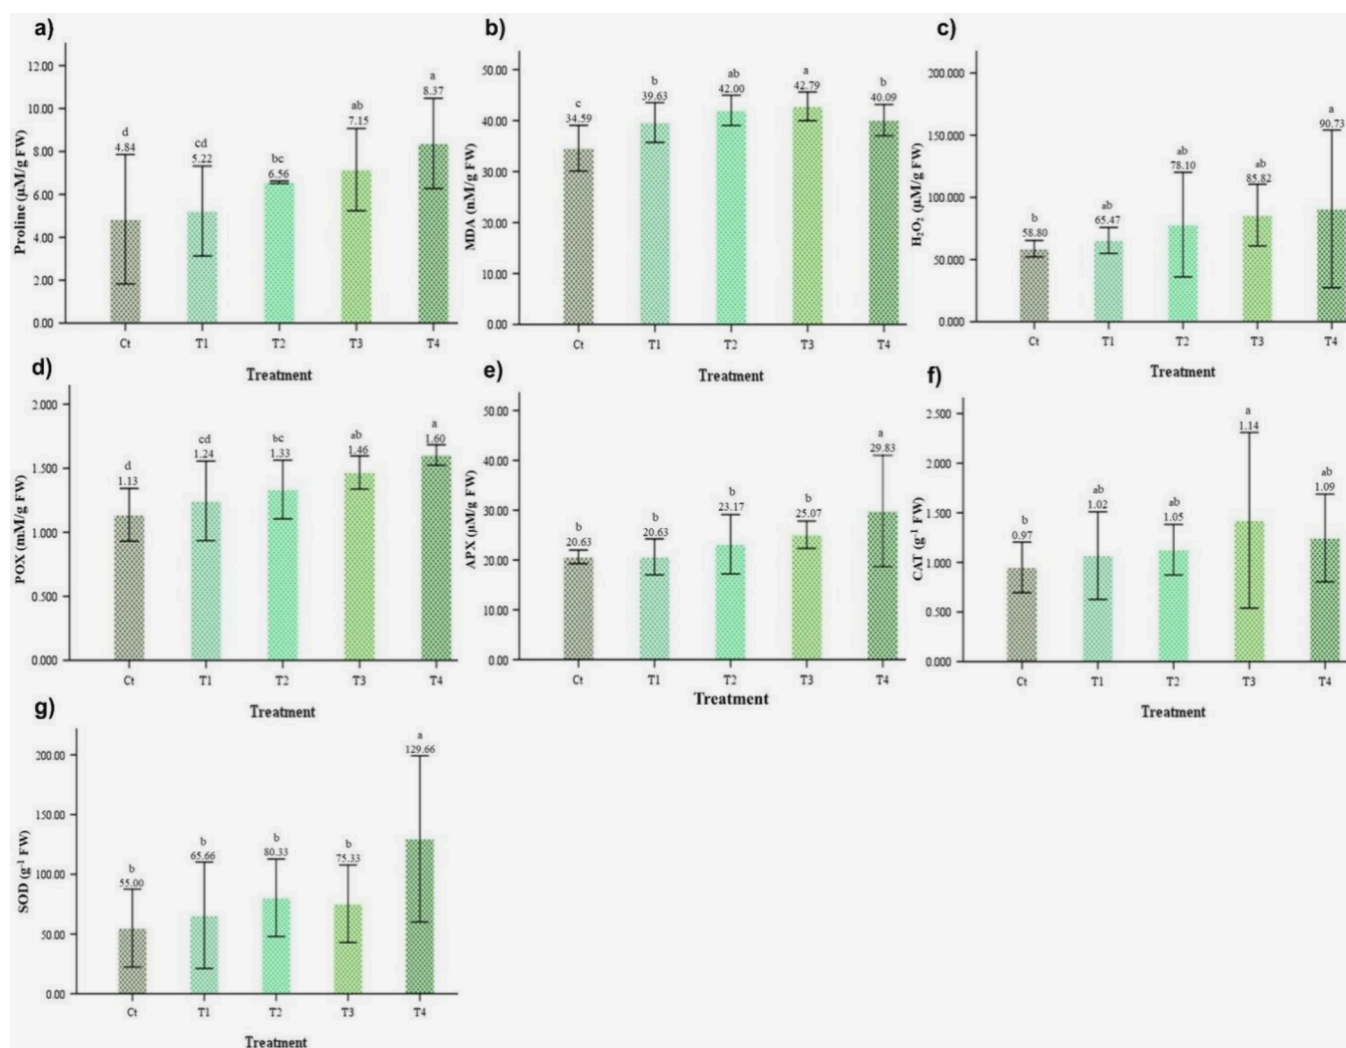 a)
Proline (µM/g FW)
12.00
10.00
8.00
6.00
4.00
2.00
0.00
d
4.84
cd
5.22
bc
6.56
ab
7.15
a
8.37
Ct T1 T2 T3 T4
Treatment
b)
MDA (nM/g FW)
50.00
40.00
30.00
20.00
10.00
0.00
c
34.59
b
39.63
ab
42.00
a
42.79
b
40.09
Ct T1 T2 T3 T4
Treatment
c)
H₂O₂ (µM/g FW)
200.000
150.000
100.000
50.000
0.000
b
58.80
ab
65.47
ab
78.10
ab
85.82
a
90.73
Ct T1 T2 T3 T4
Treatment
d)
POX (mM/g FW)
2.000
1.500
1.000
0.500
0.000
d
1.13
cd
1.24
bc
1.33
ab
1.46
a
1.60
Ct T1 T2 T3 T4
Treatment
e)
APX (µM/g FW)
50.00
40.00
30.00
20.00
10.00
0.00
b
20.63
b
20.63
b
23.17
b
25.07
a
29.83
Ct T1 T2 T3 T4
Treatment
f)
CAT (g⁻¹ FW)
2.500
2.000
1.500
1.000
0.500
0.000
b
0.97
ab
1.02
ab
1.05
a
1.14
ab
1.09
Ct T1 T2 T3 T4
Treatment
g)
SOD (g⁻¹ FW)
200.00
150.00
100.00
50.00
0.00
b
55.00
b
65.66
b
80.33
b
75.33
a
129.66
Ct T1 T2 T3 T4
Treatment